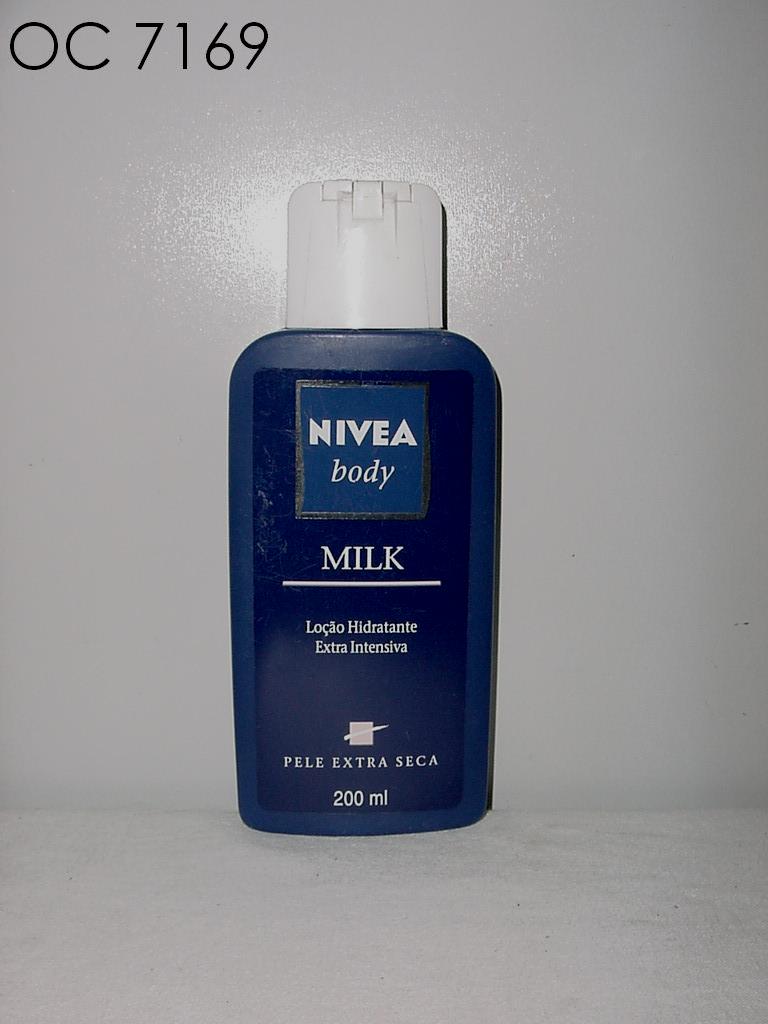 OC 7169
NIVEA
body
MILK
Loção Hidratante
Extra Intensiva
PELE EXTRA SECA
200 ml